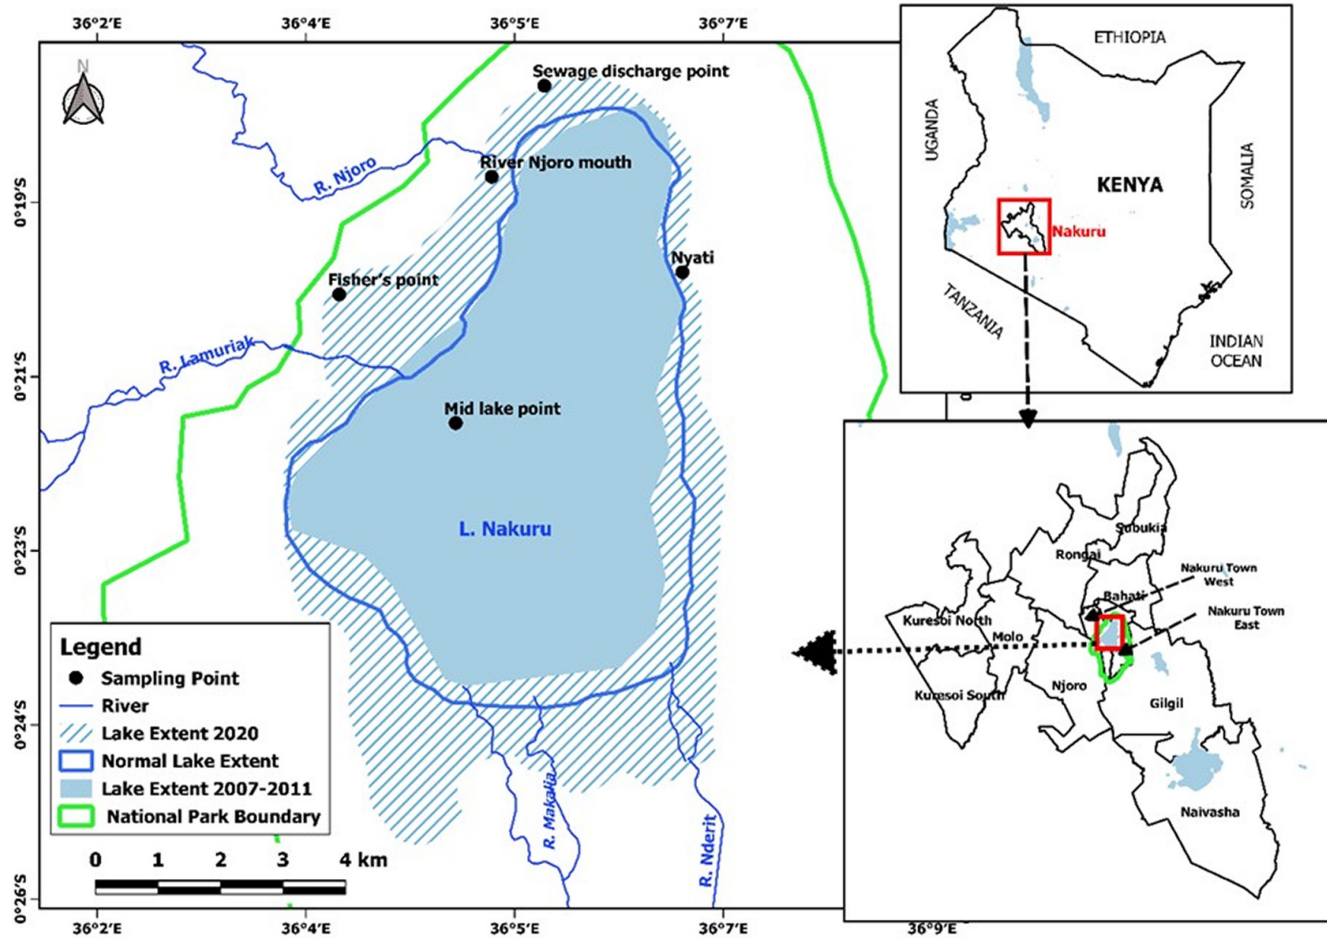 36°2'E
36°4'E
36°5'E
36°7'E
N
Sewage discharge point
R. Njoro
River Njoro mouth
0°19'S
Nyati
Fisher's point
R. Lamuriak
0°21'S
Mid lake point
L. Nakuru
0°23'S
0°24'S
0°26'S
R. Makalia
R. Nderit
Legend
Sampling Point
River
Lake Extent 2020
Normal Lake Extent
Lake Extent 2007-2011
National Park Boundary
0 1 2 3 4 km
36°2'E
36°4'E
36°5'E
36°7'E
36°9'E
ETHIOPIA
UGANDA
KENYA
SOMALIA
Nakuru
TANZANIA
INDIAN
OCEAN
Subukia
Rongai
Nakuru Town
West
Bahati
Nakuru Town
East
Kuresoi North
Molo
Kuresoi South
Njoro
Gilgil
Naivasha